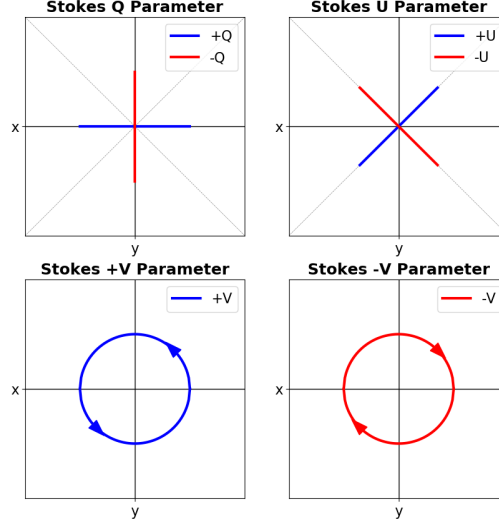 Stokes Q Parameter
+Q
-Q
x
y
Stokes U Parameter
+U
-U
x
y
Stokes +V Parameter
+V
x
y
Stokes -V Parameter
-V
x
y